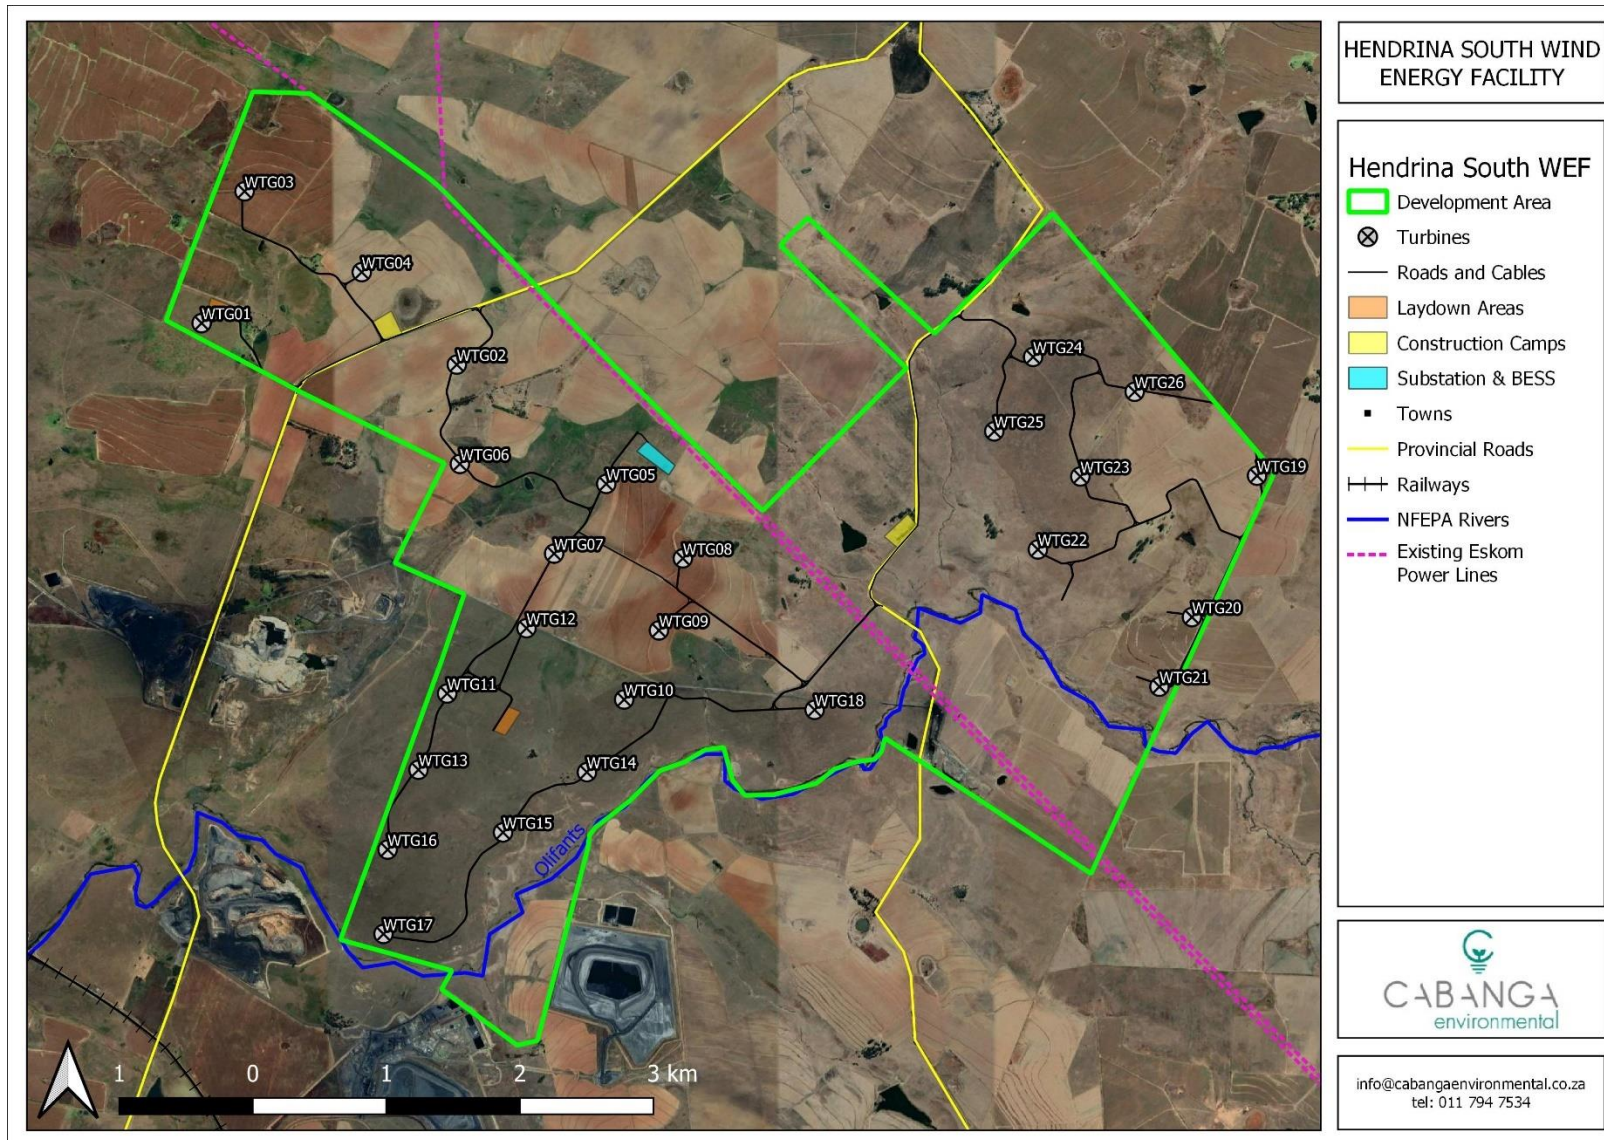 HENDRINA SOUTH WIND
ENERGY FACILITY
Hendrina South WEF
Development Area
Turbines
Roads and Cables
Laydown Areas
Construction Camps
Substation & BESS
Towns
Provincial Roads
Railways
NFEPA Rivers
Existing Eskom
Power Lines
WTG03
WTG04
WTG01
WTG02
WTG24
WTG26
WTG25
WTG06
WTG05
WTG23
WTG19
WTG07
WTG08
WTG22
WTG12
WTG09
WTG20
WTG11
WTG10
WTG18
WTG21
WTG13
WTG14
WTG15
WTG16
Olifants
WTG17
1 0 1 2 3 km
CABANGA
environmental
info@cabangaenvironmental.co.za
tel: 011 794 7534